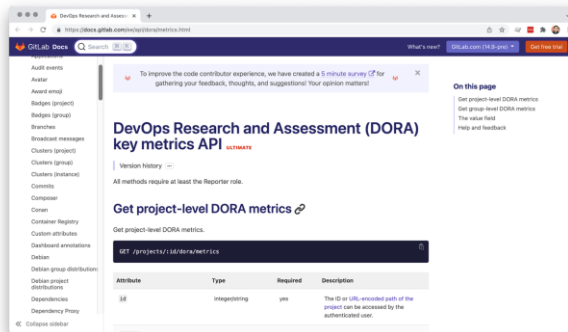 DevOps Research and Assess
https://docs.gitlab.com/ee/api/dora/metrics.html
GitLab Docs
Search
What's new?
GitLab.com (14.9-pre)
Get free trial
Applications
Audit events
Avatar
Award emoji
Badges (project)
Badges (group)
Branches
Broadcast messages
Clusters (project)
Clusters (group)
Clusters (instance)
Commits
Composer
Conan
Container Registry
Custom attributes
Dashboard annotations
Debian
Debian group distributions
Debian project
distributions
Dependencies
Dependency Proxy
Collapse sidebar
To improve the code contributor experience, we have created a 5 minute survey for
gathering your feedback, thoughts, and suggestions! Your opinion matters!
DevOps Research and Assessment (DORA)
key metrics API ULTIMATE
Version history
All methods require at least the Reporter role.
Get project-level DORA metrics
Get project-level DORA metrics.
GET /projects/:id/dora/metrics
Attribute Type Required Description
id integer|string yes The ID or URL-encoded path of the
project can be accessed by the
authenticated user.
On this page
Get project-level DORA metrics
Get group-level DORA metrics
The value field
Help and feedback